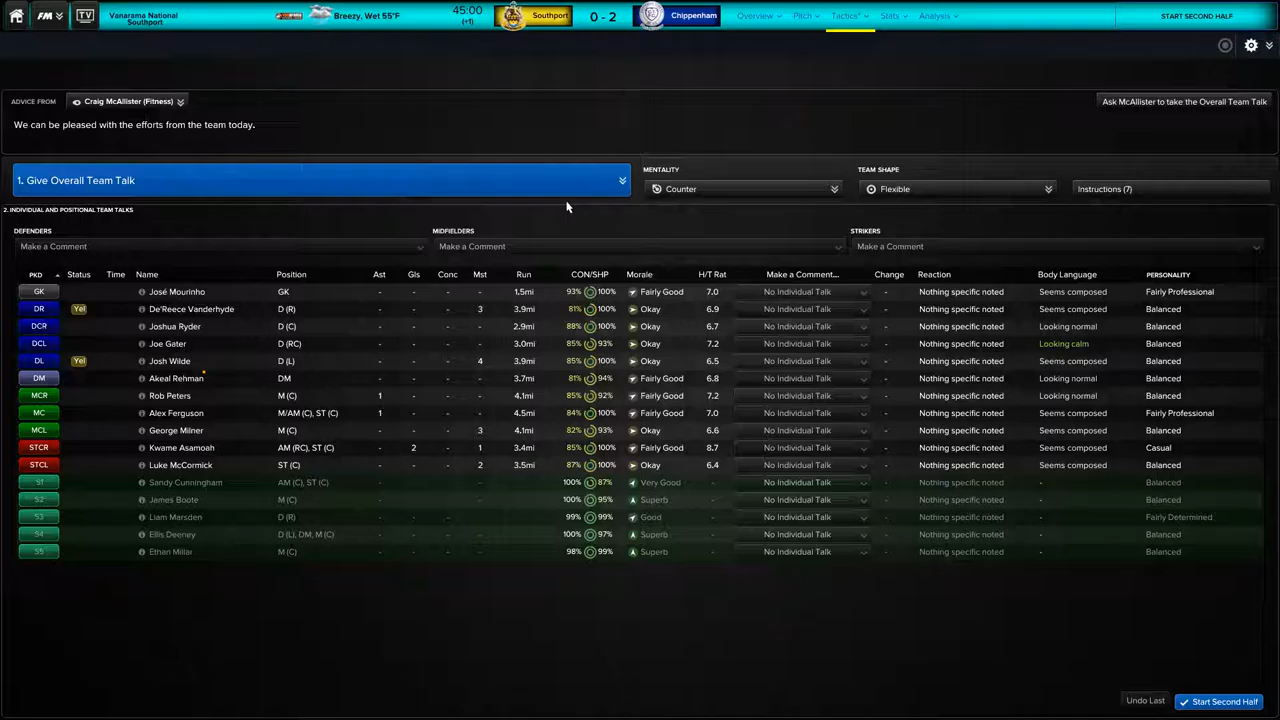 FM TV Vanarama National Southport Breezy, Wet 55°F 45:00 (+1) Southport 0 - 2 Chippenham Overview Pitch Tactics* Stats Analysis START SECOND HALF
ADVICE FROM Craig McAllister (Fitness) Ask McAllister to take the Overall Team Talk
We can be pleased with the efforts from the team today.
1. Give Overall Team Talk MENTALITY Counter TEAM SHAPE Flexible Instructions (7)
2. INDIVIDUAL AND POSITIONAL TEAM TALKS
DEFENDERS MIDFIELDERS STRIKERS
Make a Comment Make a Comment Make a Comment
PKD Status Time Name Position Ast Gls Conc Mst Run CON/SHP Morale H/T Rat Make a Comment... Change Reaction Body Language PERSONALITY
GK José Mourinho GK - - - - 1.5mi 93% 100% Fairly Good 7.0 No Individual Talk - Nothing specific noted Seems composed Fairly Professional
DR Yel De'Reece Vanderhyde D (R) - - - 3 3.9mi 81% 100% Okay 6.9 No Individual Talk - Nothing specific noted Seems composed Balanced
DCR Joshua Ryder D (C) - - - - 2.9mi 88% 100% Okay 6.7 No Individual Talk - Nothing specific noted Looking normal Balanced
DCL Joe Gater D (RC) - - - - 3.0mi 85% 93% Okay 7.2 No Individual Talk - Nothing specific noted Looking calm Balanced
DL Yel Josh Wilde D (L) - - - 4 3.9mi 85% 100% Okay 6.5 No Individual Talk - Nothing specific noted Seems composed Balanced
DM Akeal Rehman DM - - - - 3.7mi 81% 94% Fairly Good 6.8 No Individual Talk - Nothing specific noted Looking normal Balanced
MCR Rob Peters M (C) 1 - - - 4.1mi 85% 92% Fairly Good 7.2 No Individual Talk - Nothing specific noted Looking normal Balanced
MC Alex Ferguson M/AM (C), ST (C) 1 - - - 4.5mi 84% 100% Fairly Good 7.0 No Individual Talk - Nothing specific noted Seems composed Fairly Professional
MCL George Milner M (C) - - - 3 4.1mi 82% 93% Okay 6.6 No Individual Talk - Nothing specific noted Seems composed Balanced
STCR Kwame Asamoah AM (RC), ST (C) - 2 - 1 3.4mi 85% 100% Fairly Good 8.7 No Individual Talk - Nothing specific noted Seems composed Casual
STCL Luke McCormick ST (C) - - - 2 3.5mi 87% 100% Okay 6.4 No Individual Talk - Nothing specific noted Seems composed Balanced
S1 Sandy Cunningham AM (C), ST (C) 100% 87% Very Good - No Individual Talk - Nothing specific noted - Balanced
S2 James Boote M (C) 100% 95% Superb - No Individual Talk - Nothing specific noted - Balanced
S3 Liam Marsden D (R) 99% 99% Good - No Individual Talk - Nothing specific noted - Fairly Determined
S4 Ellis Deeney D (L), DM, M (C) 100% 97% Superb - No Individual Talk - Nothing specific noted - Balanced
S5 Ethan Millar M (C) 98% 99% Superb - No Individual Talk - Nothing specific noted - Balanced
Undo Last Start Second Half